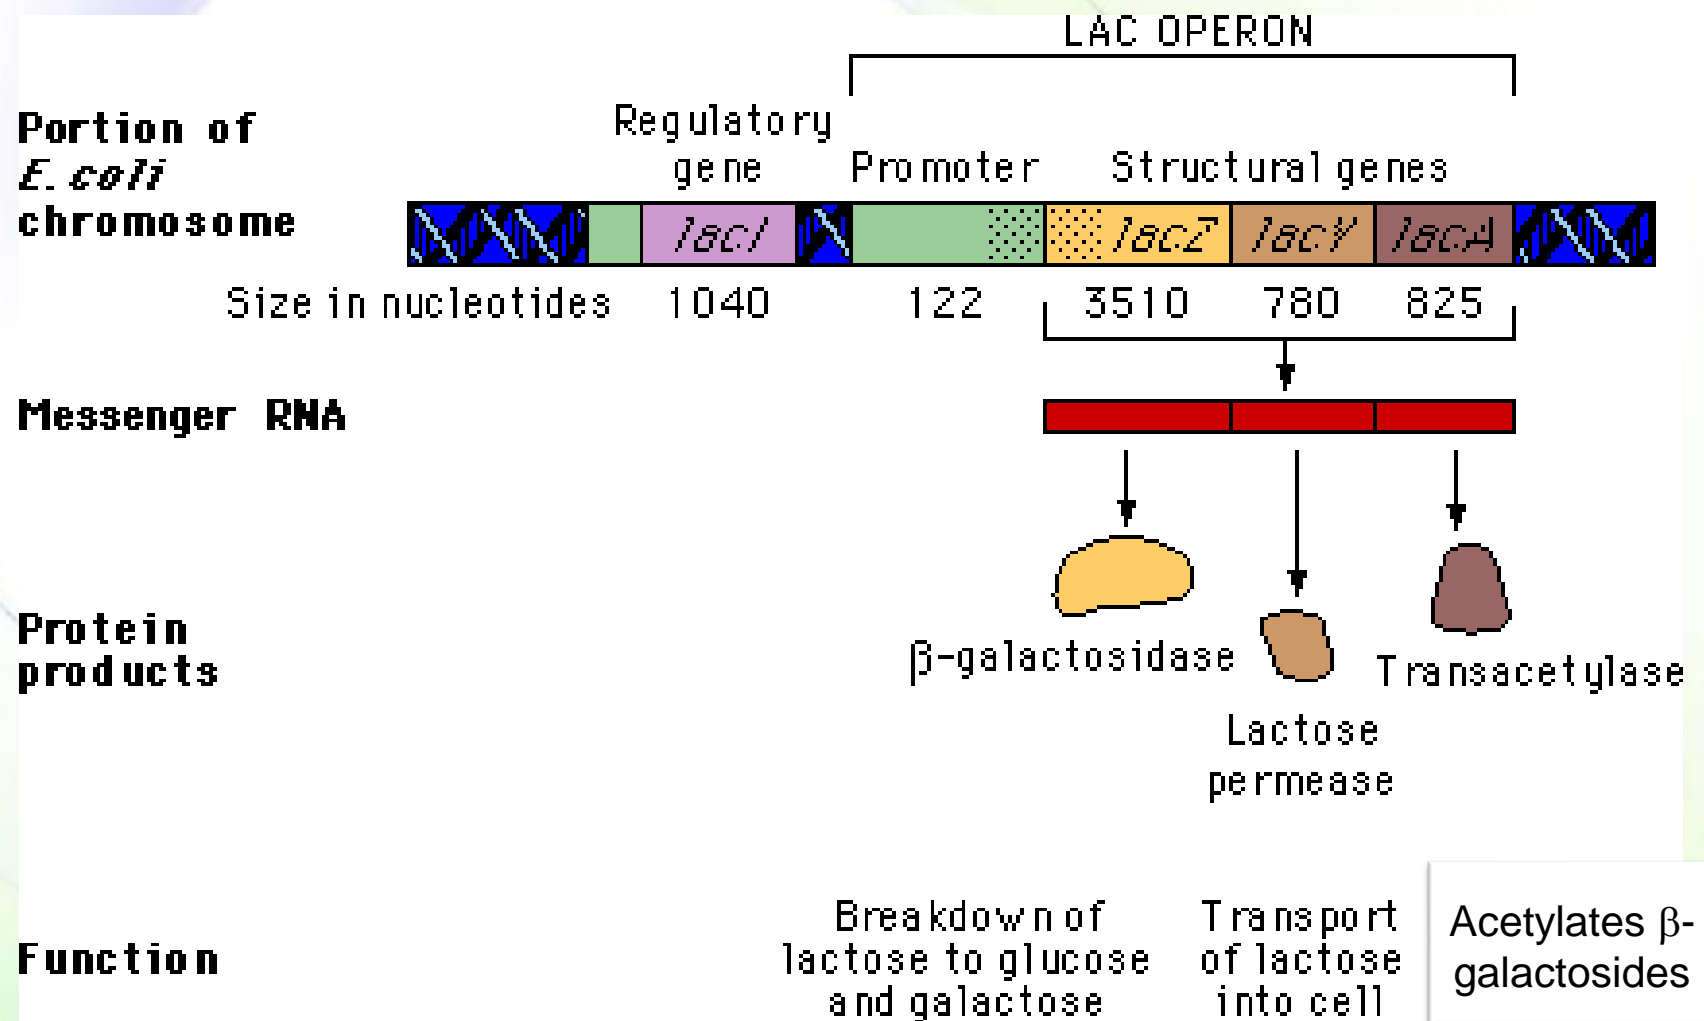 LAC OPERON
Portion of
E. coli
chromosome
Regulatory
gene
Promoter
Structural genes
lacI
lacZ
lacY
lacA
Size in nucleotides
1040
122
3510
780
825
Messenger RNA
Protein
products
β-galactosidase
Lactose
permease
Transacetylase
Function
Breakdown of
lactose to glucose
and galactose
Transport
of lactose
into cell
Acetylates β-
galactosides